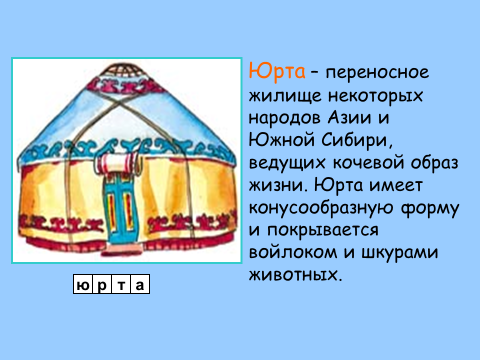 Юрта – переносное
жилище некоторых
народов Азии и
Южной Сибири,
ведущих кочевой образ
жизни. Юрта имеет
конусообразную форму
и покрывается
войлоком и шкурами
животных.
юрта